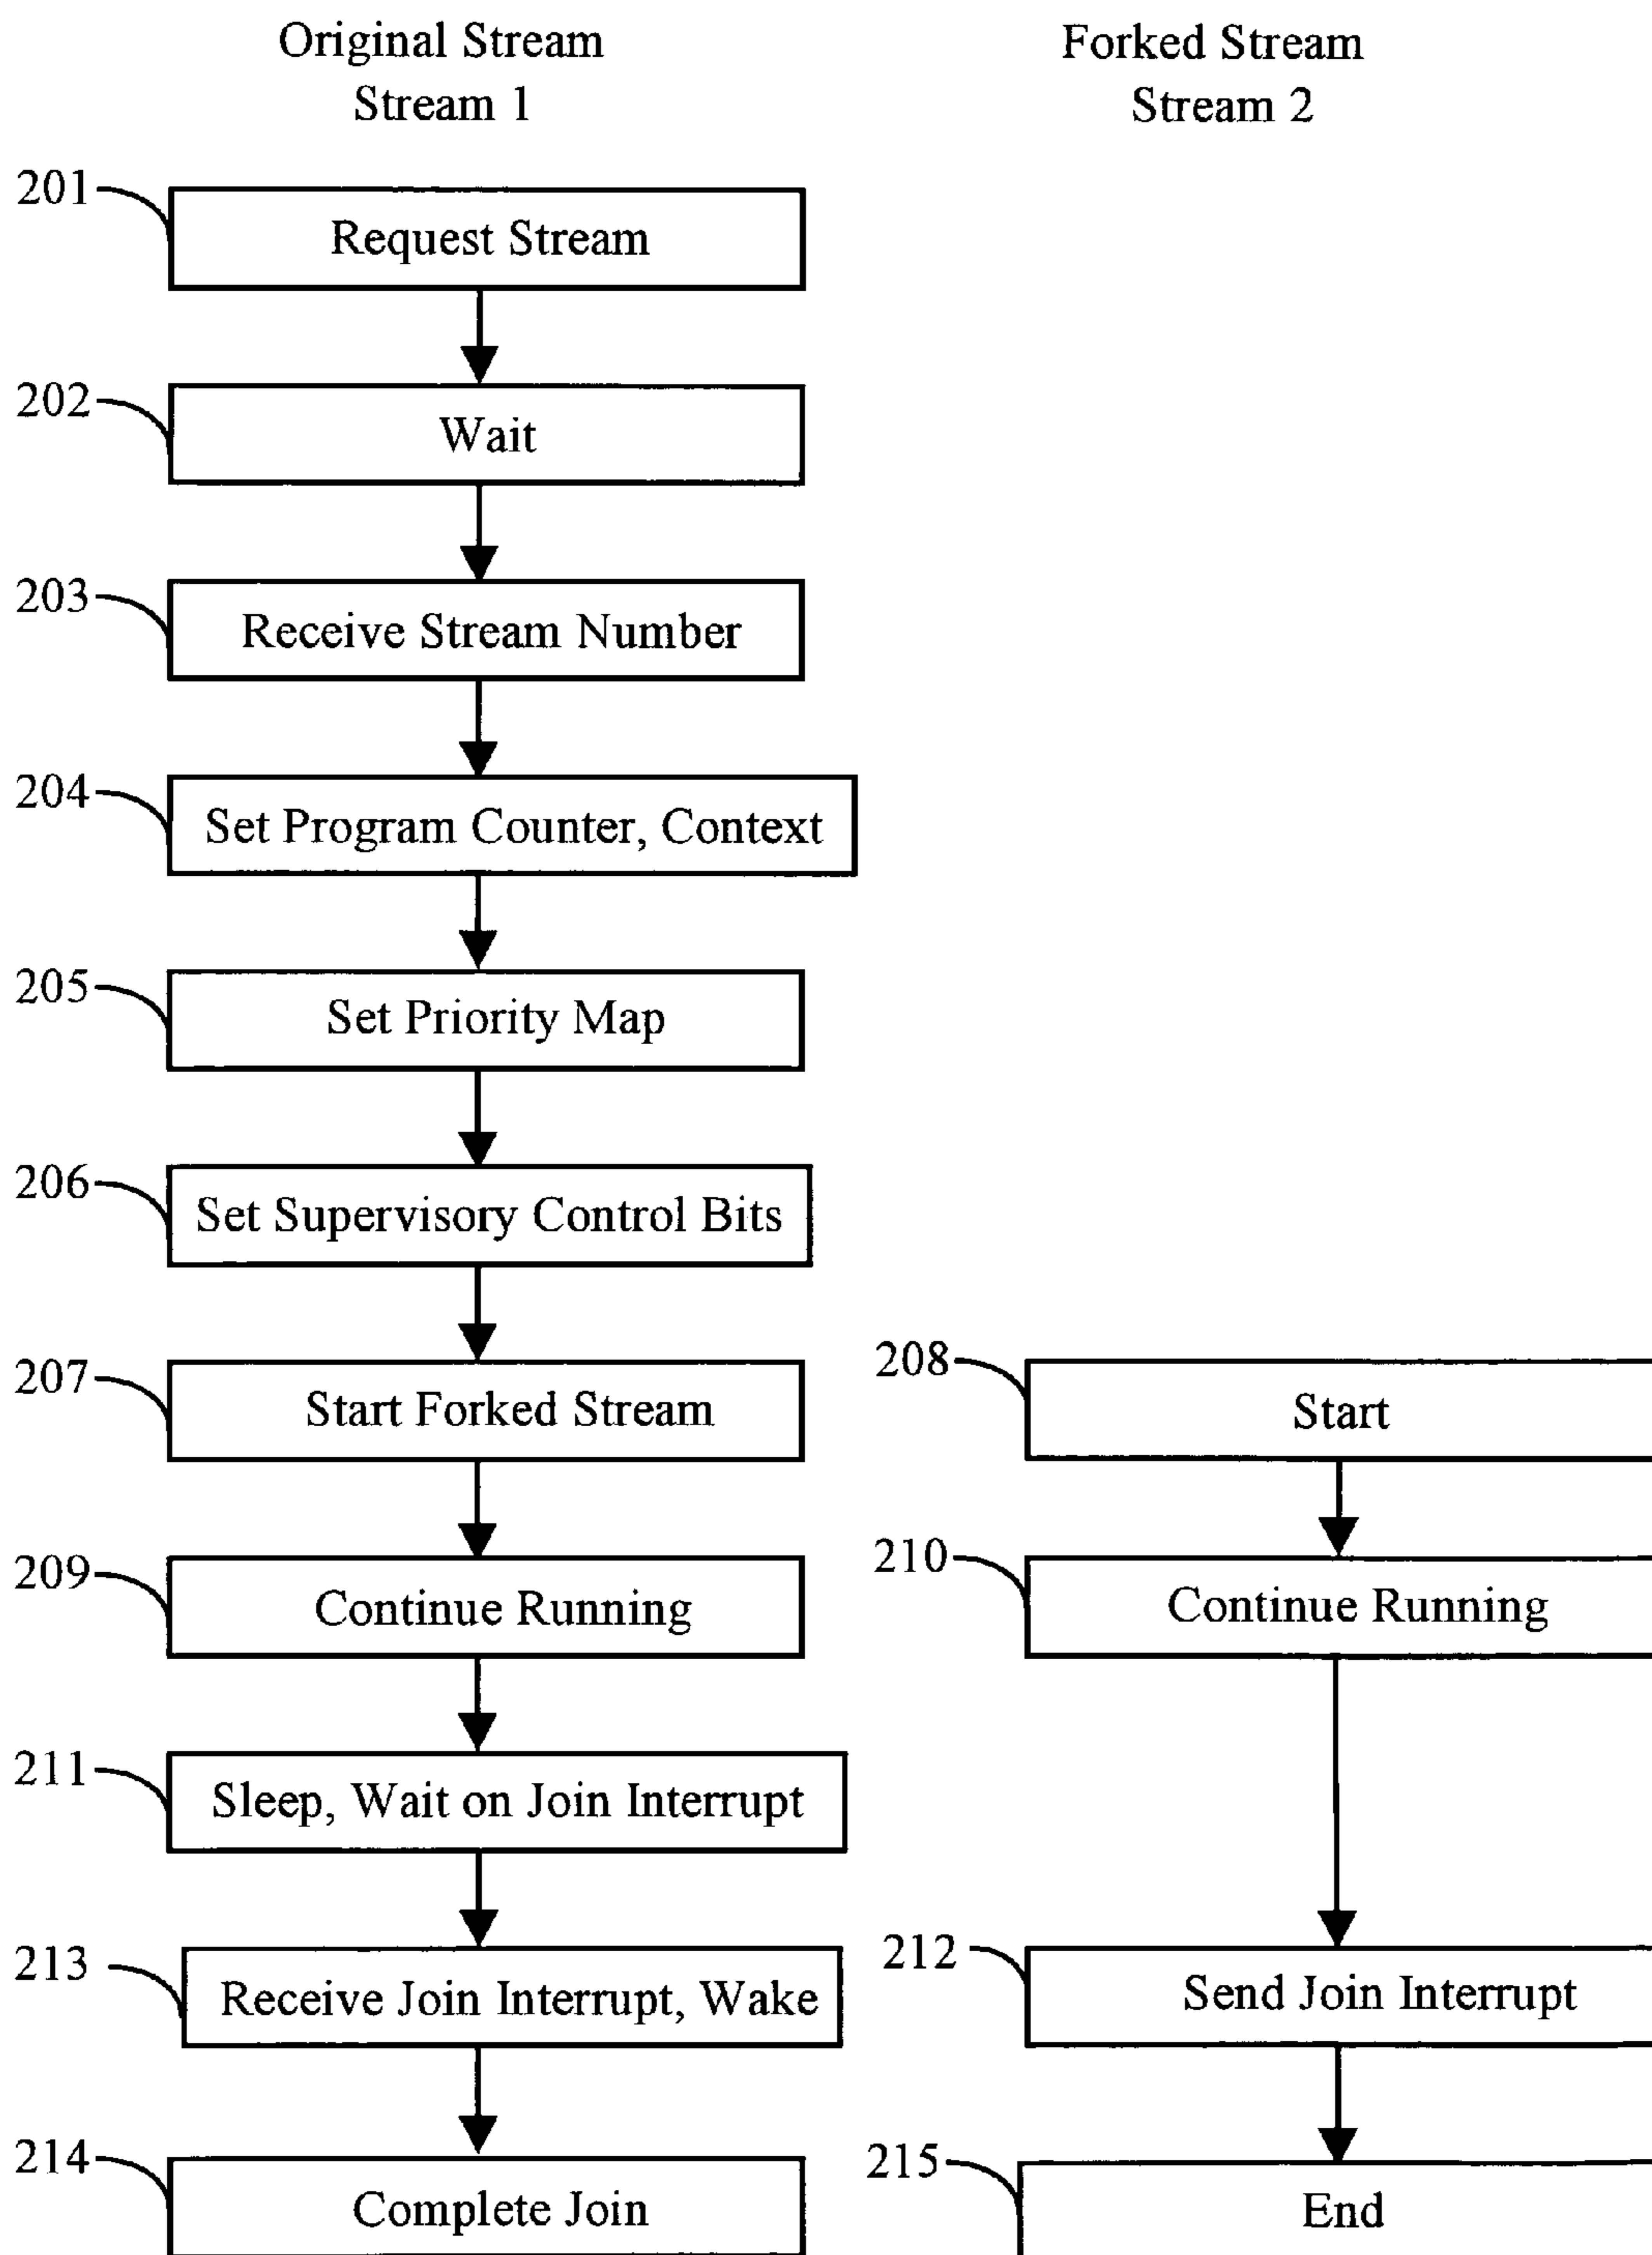 Original Stream
Stream 1
Forked Stream
Stream 2
201
Request Stream
202
Wait
203
Receive Stream Number
204
Set Program Counter, Context
205
Set Priority Map
206
Set Supervisory Control Bits
207
Start Forked Stream
208
Start
209
Continue Running
210
Continue Running
211
Sleep, Wait on Join Interrupt
213
Receive Join Interrupt, Wake
212
Send Join Interrupt
214
Complete Join
215
End